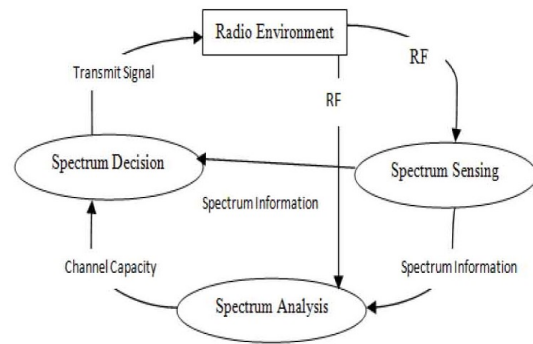 Radio Environment
RF
Transmit Signal
RF
Spectrum Decision
Spectrum Sensing
Spectrum Information
Channel Capacity
Spectrum Information
Spectrum Analysis